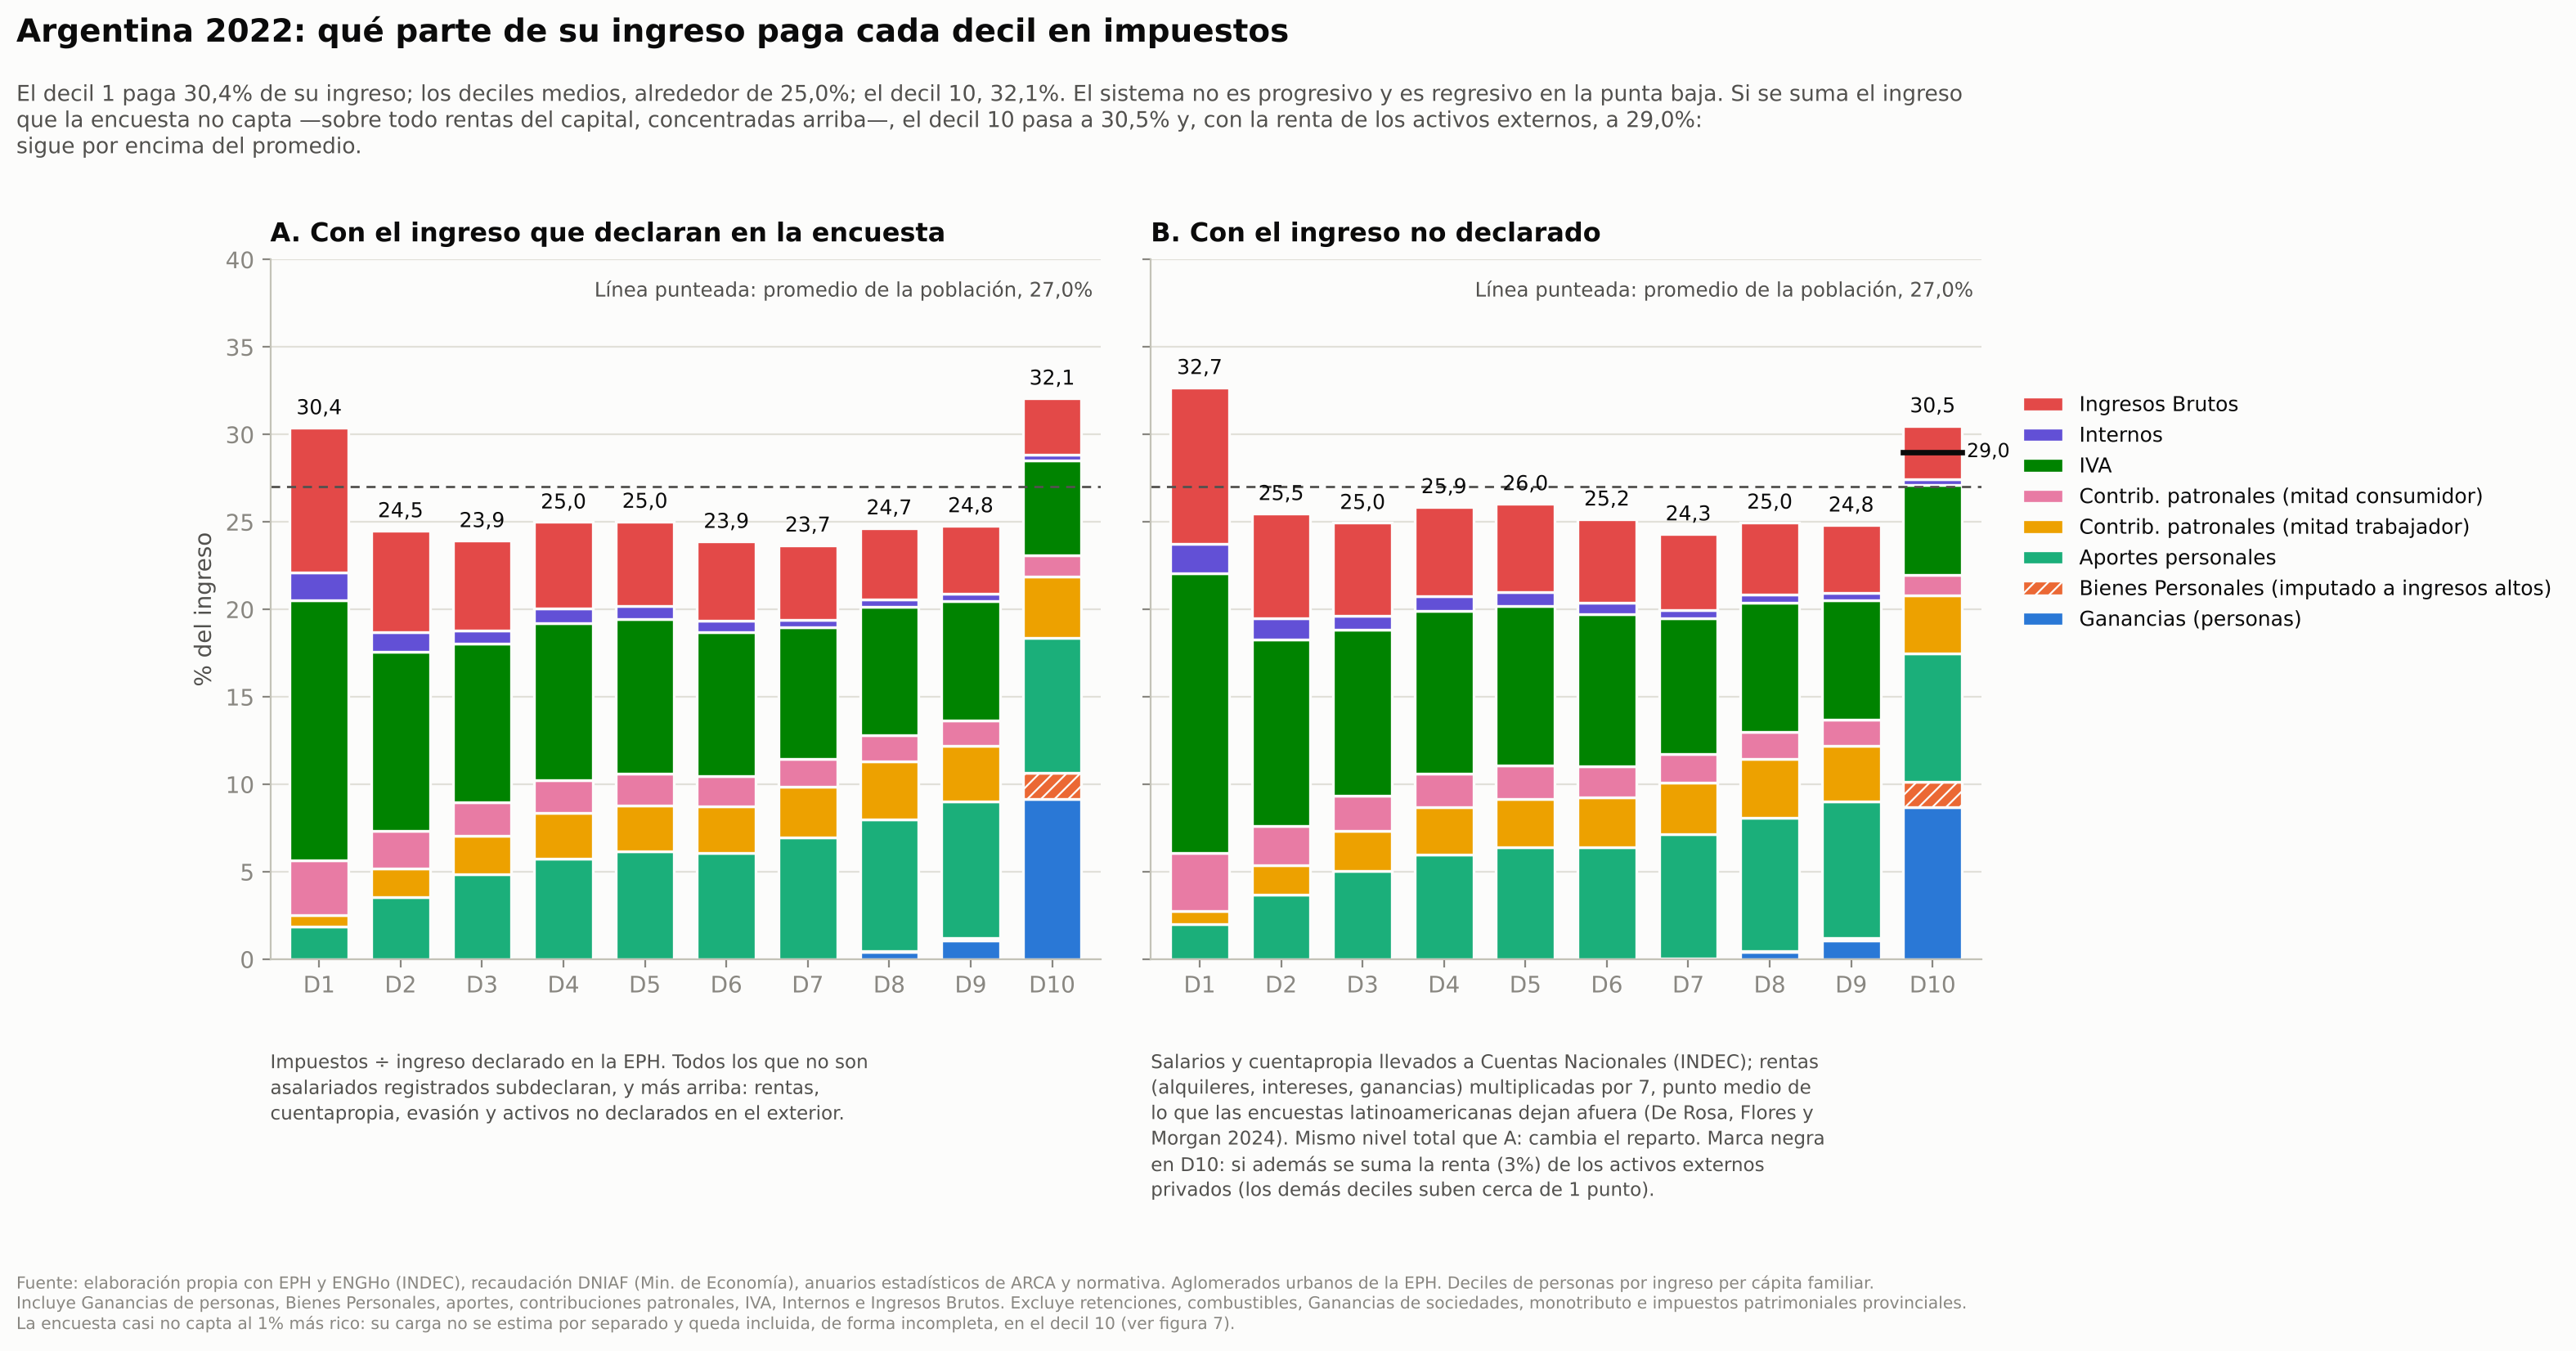 Argentina 2022: qué parte de su ingreso paga cada decil en impuestos
El decil 1 paga 30,4% de su ingreso; los deciles medios, alrededor de 25,0%; el decil 10, 32,1%. El sistema no es progresivo y es regresivo en la punta baja. Si se suma el ingreso
que la encuesta no capta —sobre todo rentas del capital, concentradas arriba—, el decil 10 pasa a 30,5% y, con la renta de los activos externos, a 29,0%:
sigue por encima del promedio.
A. Con el ingreso que declaran en la encuesta
Línea punteada: promedio de la población, 27,0%
% del ingreso
40
35
30
25
20
15
10
5
0
30,4
24,5
23,9
25,0
25,0
23,9
23,7
24,7
24,8
32,1
D1 D2 D3 D4 D5 D6 D7 D8 D9 D10
Impuestos ÷ ingreso declarado en la EPH. Todos los que no son
asalariados registrados subdeclaran, y más arriba: rentas,
cuentapropia, evasión y activos no declarados en el exterior.
B. Con el ingreso no declarado
Línea punteada: promedio de la población, 27,0%
32,7
25,5
25,0
25,9
26,0
25,2
24,3
25,0
24,8
30,5
29,0
D1 D2 D3 D4 D5 D6 D7 D8 D9 D10
Salarios y cuentapropia llevados a Cuentas Nacionales (INDEC); rentas
(alquileres, intereses, ganancias) multiplicadas por 7, punto medio de
lo que las encuestas latinoamericanas dejan afuera (De Rosa, Flores y
Morgan 2024). Mismo nivel total que A: cambia el reparto. Marca negra
en D10: si además se suma la renta (3%) de los activos externos
privados (los demás deciles suben cerca de 1 punto).
Ingresos Brutos
Internos
IVA
Contrib. patronales (mitad consumidor)
Contrib. patronales (mitad trabajador)
Aportes personales
Bienes Personales (imputado a ingresos altos)
Ganancias (personas)
Fuente: elaboración propia con EPH y ENGHo (INDEC), recaudación DNIAF (Min. de Economía), anuarios estadísticos de ARCA y normativa. Aglomerados urbanos de la EPH. Deciles de personas por ingreso per cápita familiar.
Incluye Ganancias de personas, Bienes Personales, aportes, contribuciones patronales, IVA, Internos e Ingresos Brutos. Excluye retenciones, combustibles, Ganancias de sociedades, monotributo e impuestos patrimoniales provinciales.
La encuesta casi no capta al 1% más rico: su carga no se estima por separado y queda incluida, de forma incompleta, en el decil 10 (ver figura 7).